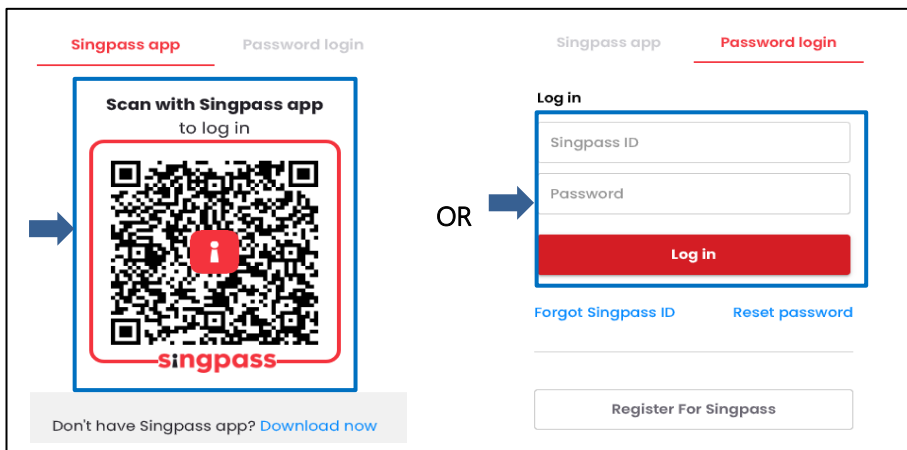 Singpass app Password login
Scan with Singpass app
to log in
singpass
Don't have Singpass app? Download now
OR
Singpass app Password login
Log in
Singpass ID
Password
Log in
Forgot Singpass ID Reset password
Register For Singpass